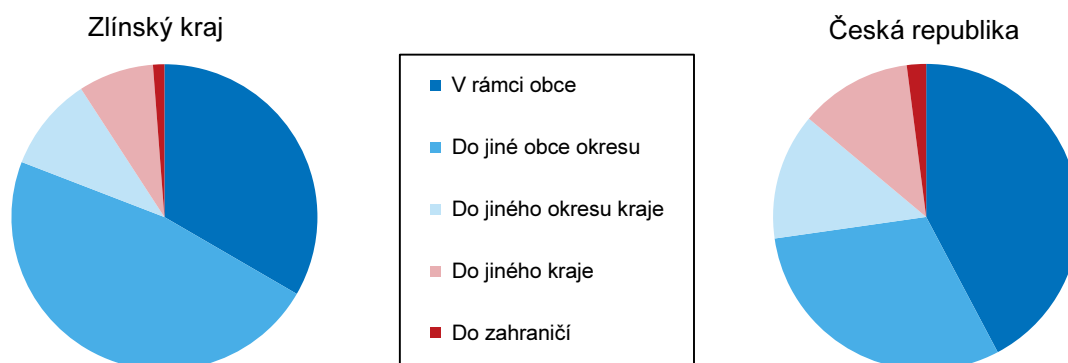 Zlínský kraj
Česká republika
V rámci obce
Do jiné obce okresu
Do jiného okresu kraje
Do jiného kraje
Do zahraničí